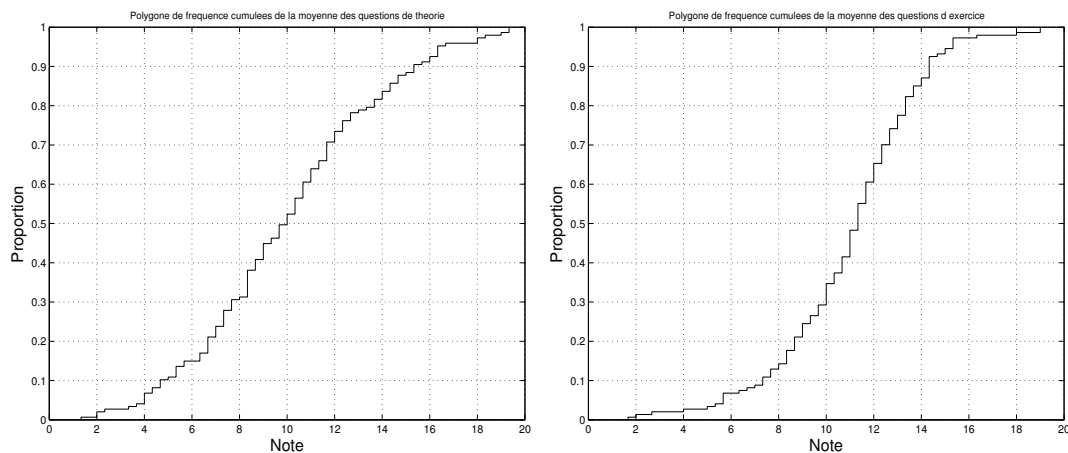 Polygone de frequence cumulees de la moyenne des questions de theorie
1
0.9
0.8
0.7
0.6
0.5
0.4
0.3
0.2
0.1
0
Proportion
0 2 4 6 8 10 12 14 16 18 20
Note
Polygone de frequence cumulees de la moyenne des questions d exercice
1
0.9
0.8
0.7
0.6
0.5
0.4
0.3
0.2
0.1
0
Proportion
0 2 4 6 8 10 12 14 16 18 20
Note